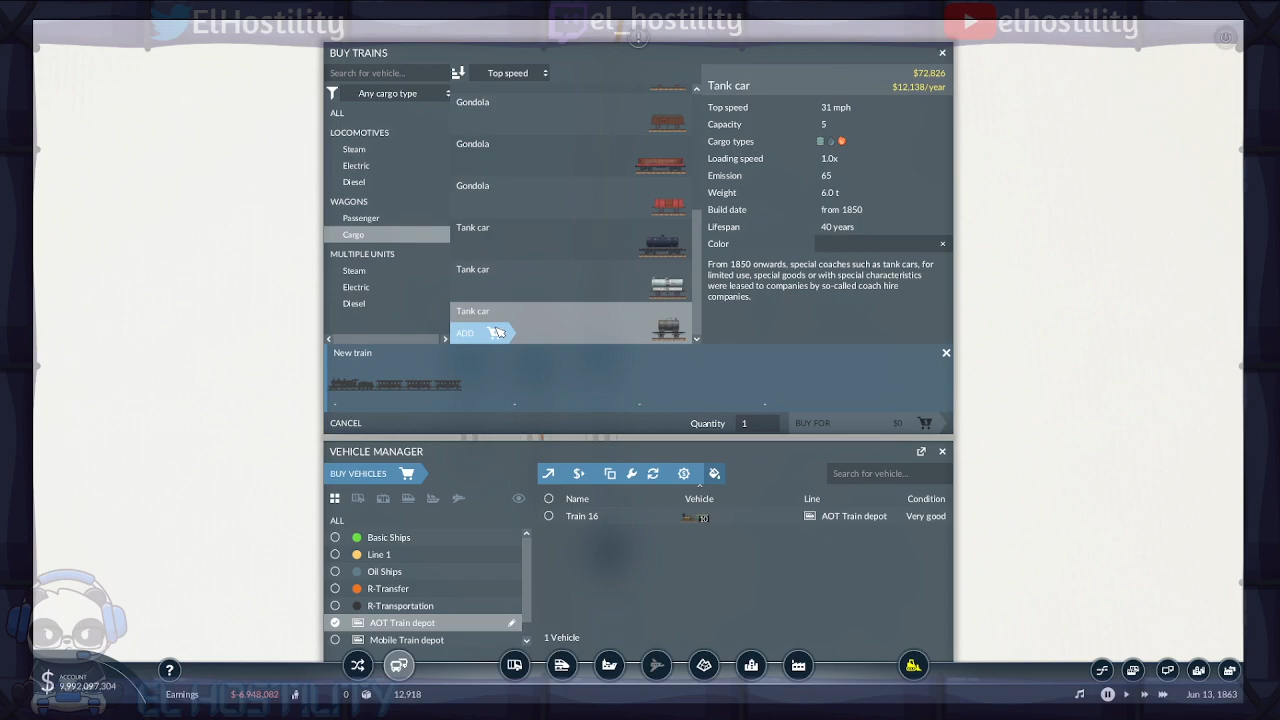 ElHostility
el_hostility
elhostility
BUY TRAINS
Search for vehicle...
Top speed
Any cargo type
ALL
LOCOMOTIVES
Steam
Electric
Diesel
WAGONS
Passenger
Cargo
MULTIPLE UNITS
Steam
Electric
Diesel
Gondola
Gondola
Gondola
Tank car
Tank car
Tank car
ADD
$72,826
Tank car
$12,138/year
Top speed 31 mph
Capacity 5
Cargo types
Loading speed 1.0x
Emission 65
Weight 6.0 t
Build date from 1850
Lifespan 40 years
Color
From 1850 onwards, special coaches such as tank cars, for
limited use, special goods or with special characteristics
were leased to companies by so-called coach hire
companies.
New train
- - - -
CANCEL
Quantity 1
BUY FOR $0
VEHICLE MANAGER
BUY VEHICLES
Search for vehicle...
ALL
Basic Ships
Line 1
Oil Ships
R-Transfer
R-Transportation
AOT Train depot
Mobile Train depot
Name Vehicle Line Condition
Train 16 10 AOT Train depot Very good
1 Vehicle
?
$ ACCOUNT
9,992,097,304
Earnings $-6,948,082 0 12,918
Jun 13, 1863
ELHOSTILITY